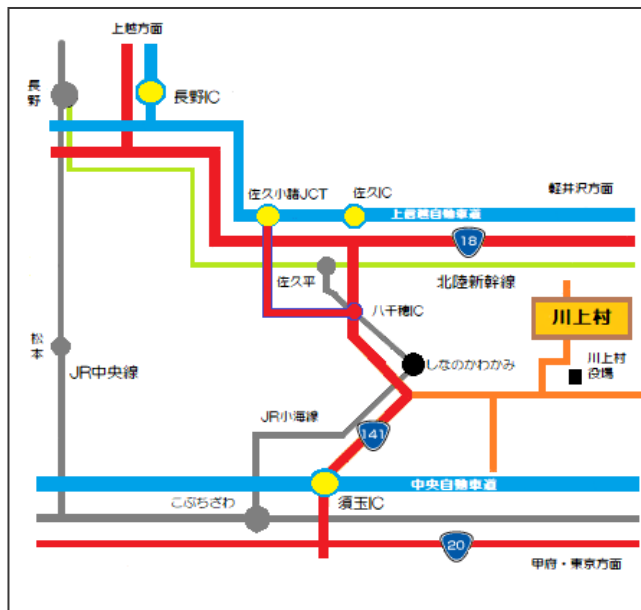 上越方面
長野
長野IC
佐久小諸JCT
佐久IC
軽井沢方面
上信越自動車道
18
佐久平
北陸新幹線
八千穂IC
川上村
松本
JR中央線
しなのかわかみ
川上村
役場
JR小海線
141
中央自動車道
こぶちざわ
須玉IC
20
甲府・東京方面